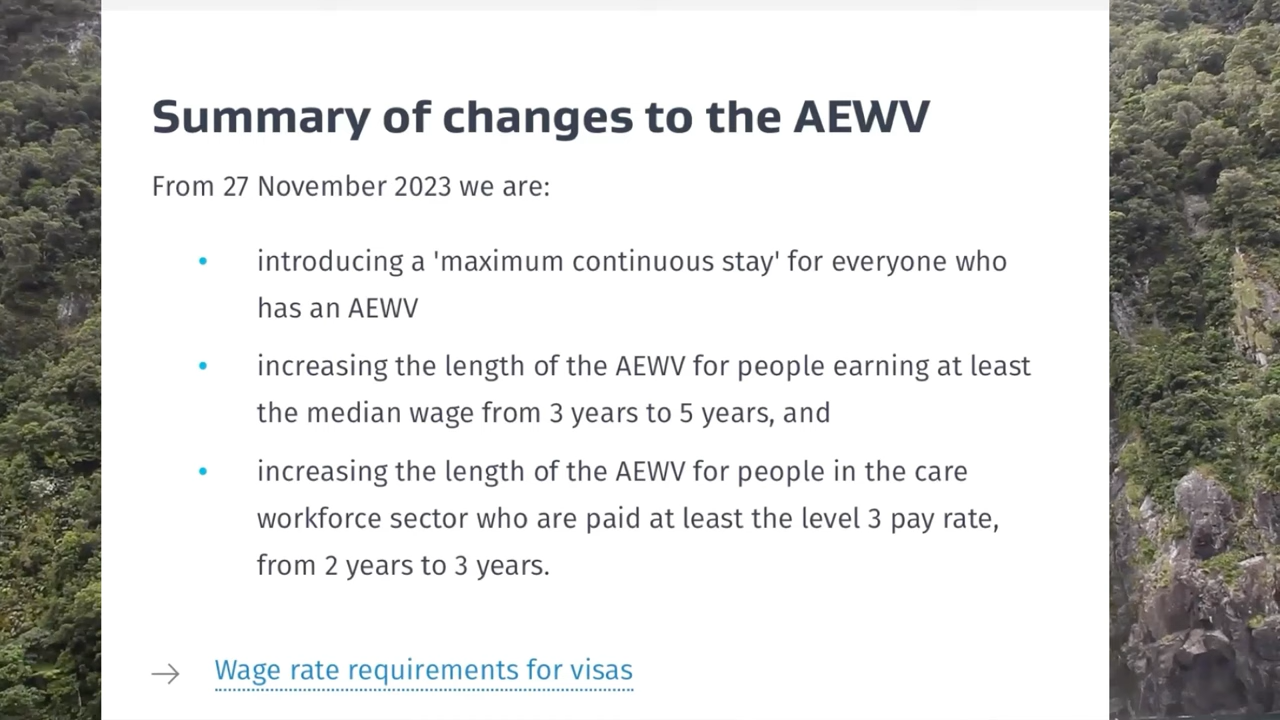 Summary of changes to the AEWV
From 27 November 2023 we are:
• introducing a 'maximum continuous stay' for everyone who
has an AEWV
• increasing the length of the AEWV for people earning at least
the median wage from 3 years to 5 years, and
• increasing the length of the AEWV for people in the care
workforce sector who are paid at least the level 3 pay rate,
from 2 years to 3 years.
→ Wage rate requirements for visas